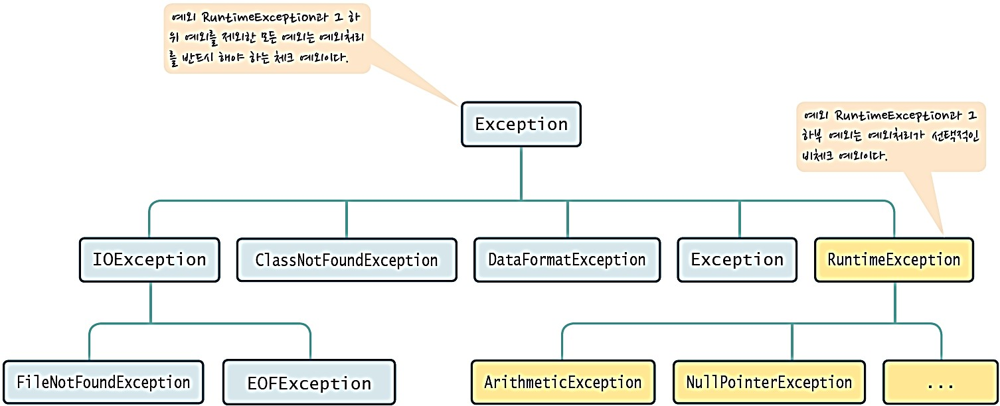 예외 RuntimeException과 그 하
위 예외를 제외한 모든 예외는 예외처리
를 반드시 해야 하는 체크 예외이다.
Exception
예외 RuntimeException과 그
하부 예외는 예외처리가 선택적인
비체크 예외이다.
IOException
ClassNotFoundException
DataFormatException
Exception
RuntimeException
FileNotFoundException
EOFException
ArithmeticException
NullPointerException
...